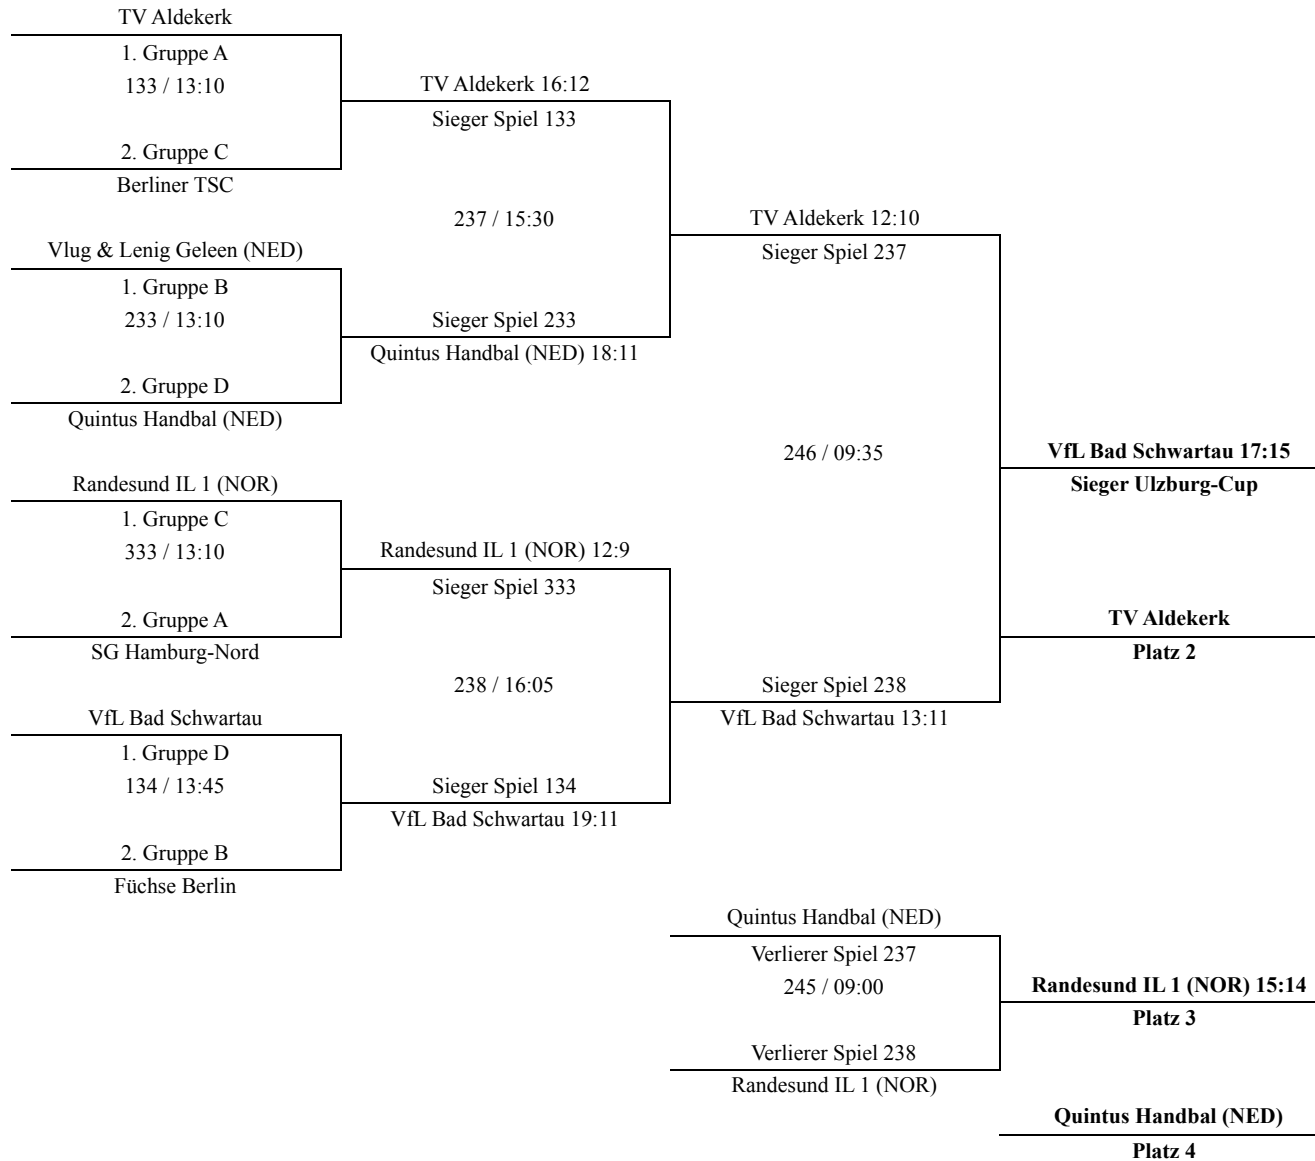 TV Aldekerk
1. Gruppe A
133 / 13:10
2. Gruppe C
Berliner TSC
Vlug & Lenig Geleen (NED)
1. Gruppe B
233 / 13:10
2. Gruppe D
Quintus Handbal (NED)
Randesund IL 1 (NOR)
1. Gruppe C
333 / 13:10
2. Gruppe A
SG Hamburg-Nord
VfL Bad Schwartau
1. Gruppe D
134 / 13:45
2. Gruppe B
Füchse Berlin
TV Aldekerk 16:12
Sieger Spiel 133
237 / 15:30
Sieger Spiel 233
Quintus Handbal (NED) 18:11
Randesund IL 1 (NOR) 12:9
Sieger Spiel 333
238 / 16:05
Sieger Spiel 134
VfL Bad Schwartau 19:11
TV Aldekerk 12:10
Sieger Spiel 237
246 / 09:35
Sieger Spiel 238
VfL Bad Schwartau 13:11
VfL Bad Schwartau 17:15
Sieger Ulzburg-Cup
TV Aldekerk
Platz 2
Quintus Handbal (NED)
Verlierer Spiel 237
245 / 09:00
Verlierer Spiel 238
Randesund IL 1 (NOR)
Randesund IL 1 (NOR) 15:14
Platz 3
Quintus Handbal (NED)
Platz 4